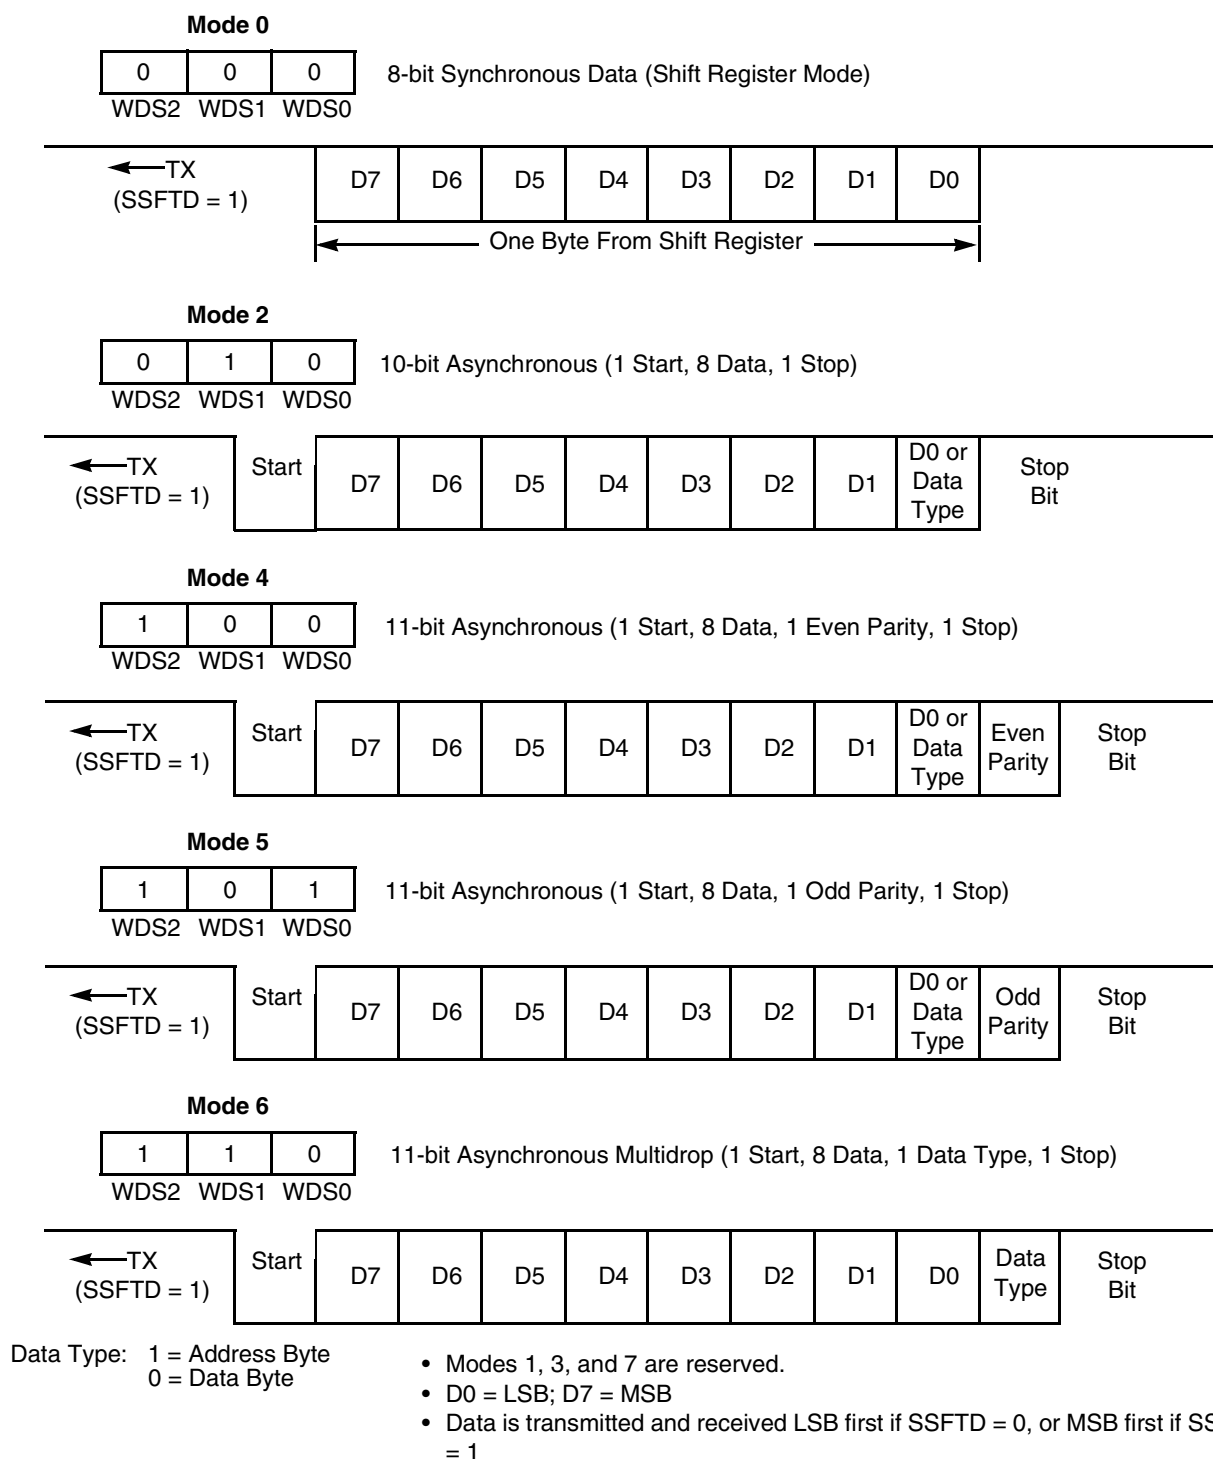 Mode 0
0 0 0 8-bit Synchronous Data (Shift Register Mode)
WDS2 WDS1 WDS0
TX
(SSFTD = 1)
D7 D6 D5 D4 D3 D2 D1 D0
One Byte From Shift Register
Mode 2
0 1 0 10-bit Asynchronous (1 Start, 8 Data, 1 Stop)
WDS2 WDS1 WDS0
TX
(SSFTD = 1)
Start D7 D6 D5 D4 D3 D2 D1 D0 or Data Type Stop Bit
Mode 4
1 0 0 11-bit Asynchronous (1 Start, 8 Data, 1 Even Parity, 1 Stop)
WDS2 WDS1 WDS0
TX
(SSFTD = 1)
Start D7 D6 D5 D4 D3 D2 D1 D0 or Data Type Even Parity Stop Bit
Mode 5
1 0 1 11-bit Asynchronous (1 Start, 8 Data, 1 Odd Parity, 1 Stop)
WDS2 WDS1 WDS0
TX
(SSFTD = 1)
Start D7 D6 D5 D4 D3 D2 D1 D0 or Data Type Odd Parity Stop Bit
Mode 6
1 1 0 11-bit Asynchronous Multidrop (1 Start, 8 Data, 1 Data Type, 1 Stop)
WDS2 WDS1 WDS0
TX
(SSFTD = 1)
Start D7 D6 D5 D4 D3 D2 D1 D0 Data Type Stop Bit
Data Type: 1 = Address Byte
0 = Data Byte
• Modes 1, 3, and 7 are reserved.
• D0 = LSB; D7 = MSB
• Data is transmitted and received LSB first if SSFTD = 0, or MSB first if
= 1